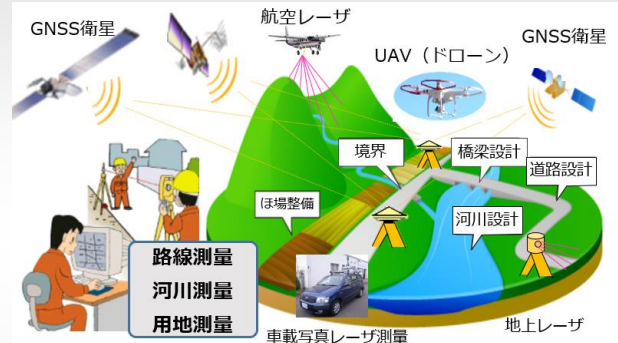 航空レーザ
GNSS衛星
UAV(ドローン)
GNSS衛星
境界
橋梁設計
道路設計
ほ場整備
河川設計
路線測量
河川測量
用地測量
車載写真レーザ測量
地上レーザ